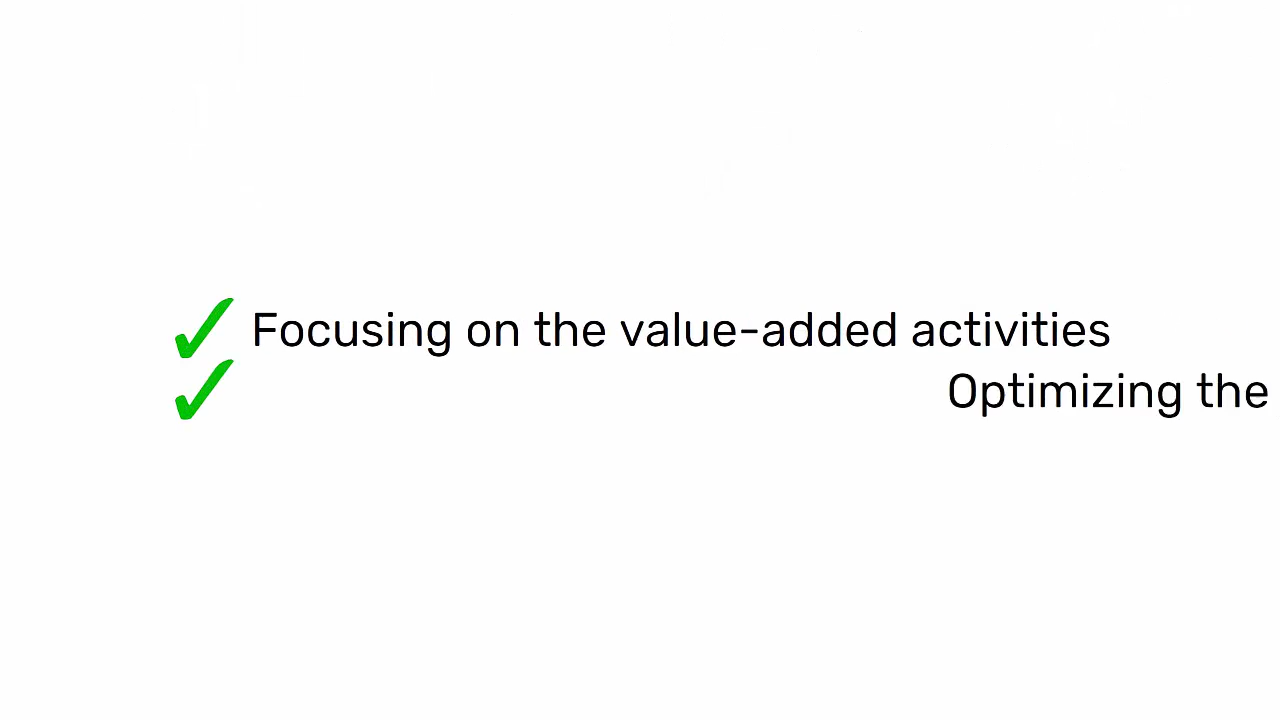 ✓ Focusing on the value-added activities
✓ Optimizing the